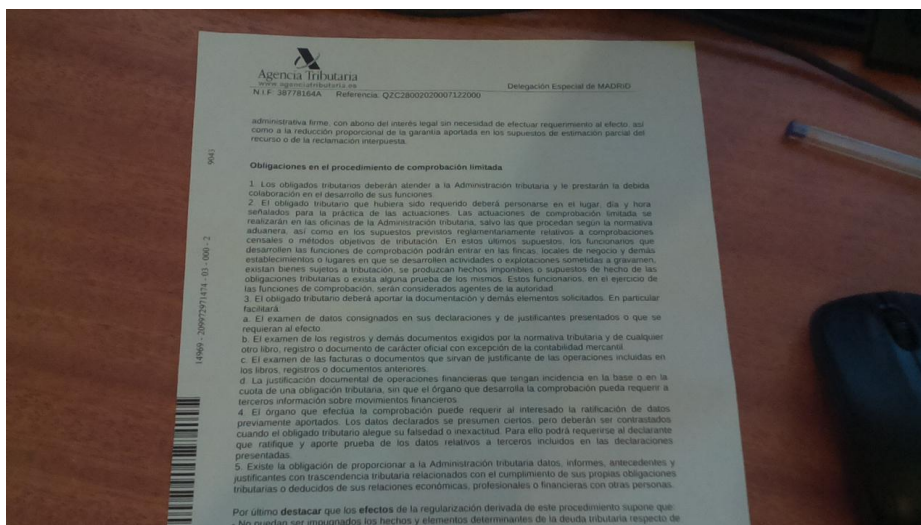 Agencia Tributaria
www.agenciatributaria.es
Delegación Especial de MADRID
N.I.F. 38778164A Referencia: QZC28002020007122000
administrativa firme, con abono del interés legal sin necesidad de efectuar requerimiento al efecto, así
como a la reducción proporcional de la garantía aportada en los supuestos de estimación parcial del
recurso o de la reclamación interpuesta.
Obligaciones en el procedimiento de comprobación limitada
1. Los obligados tributarios deberán atender a la Administración tributaria y le prestarán la debida
colaboración en el desarrollo de sus funciones.
2. El obligado tributario que hubiera sido requerido deberá personarse en el lugar, día y hora
señalados para la práctica de las actuaciones. Las actuaciones de comprobación limitada se
realizarán en las oficinas de la Administración tributaria, salvo las que procedan según la normativa
aduanera, así como en los supuestos previstos reglamentariamente relativos a comprobaciones
censales o métodos objetivos de tributación. En estos últimos supuestos, los funcionarios que
desarrollen las funciones de comprobación podrán entrar en las fincas, locales de negocio y demás
establecimientos o lugares en que se desarrollen actividades o explotaciones sometidas a gravamen,
existan bienes sujetos a tributación, se produzcan hechos imponibles o supuestos de hecho de las
obligaciones tributarias o exista alguna prueba de los mismos. Estos funcionarios, en el ejercicio de
las funciones de comprobación, serán considerados agentes de la autoridad.
3. El obligado tributario deberá aportar la documentación y demás elementos solicitados. En particular
facilitará:
a. El examen de datos consignados en sus declaraciones y de justificantes presentados o que se
requieran al efecto.
b. El examen de los registros y demás documentos exigidos por la normativa tributaria y de cualquier
otro libro, registro o documento de carácter oficial con excepción de la contabilidad mercantil.
c. El examen de las facturas o documentos que sirvan de justificante de las operaciones incluidas en
los libros, registros o documentos anteriores.
d. La justificación documental de operaciones financieras que tengan incidencia en la base o en la
cuota de una obligación tributaria, sin que el órgano que desarrolla la comprobación pueda requerir a
terceros información sobre movimientos financieros.
4. El órgano que efectúa la comprobación puede requerir al interesado la ratificación de datos
previamente aportados. Los datos declarados se presumen ciertos, pero deberán ser contrastados
cuando el obligado tributario alegue su falsedad o inexactitud. Para ello podrá requerirse al declarante
que ratifique y aporte prueba de los datos relativos a terceros incluidos en las declaraciones
presentadas.
5. Existe la obligación de proporcionar a la Administración tributaria datos, informes, antecedentes y
justificantes con trascendencia tributaria relacionados con el cumplimiento de sus propias obligaciones
tributarias o deducidos de sus relaciones económicas, profesionales o financieras con otras personas.
Por último destacar que los efectos de la regularización derivada de este procedimiento supone que:
- No puedan ser impugnados los hechos y elementos determinantes de la deuda tributaria respecto de
9041
14969 - 209972971474 - 03 - 000 - 2